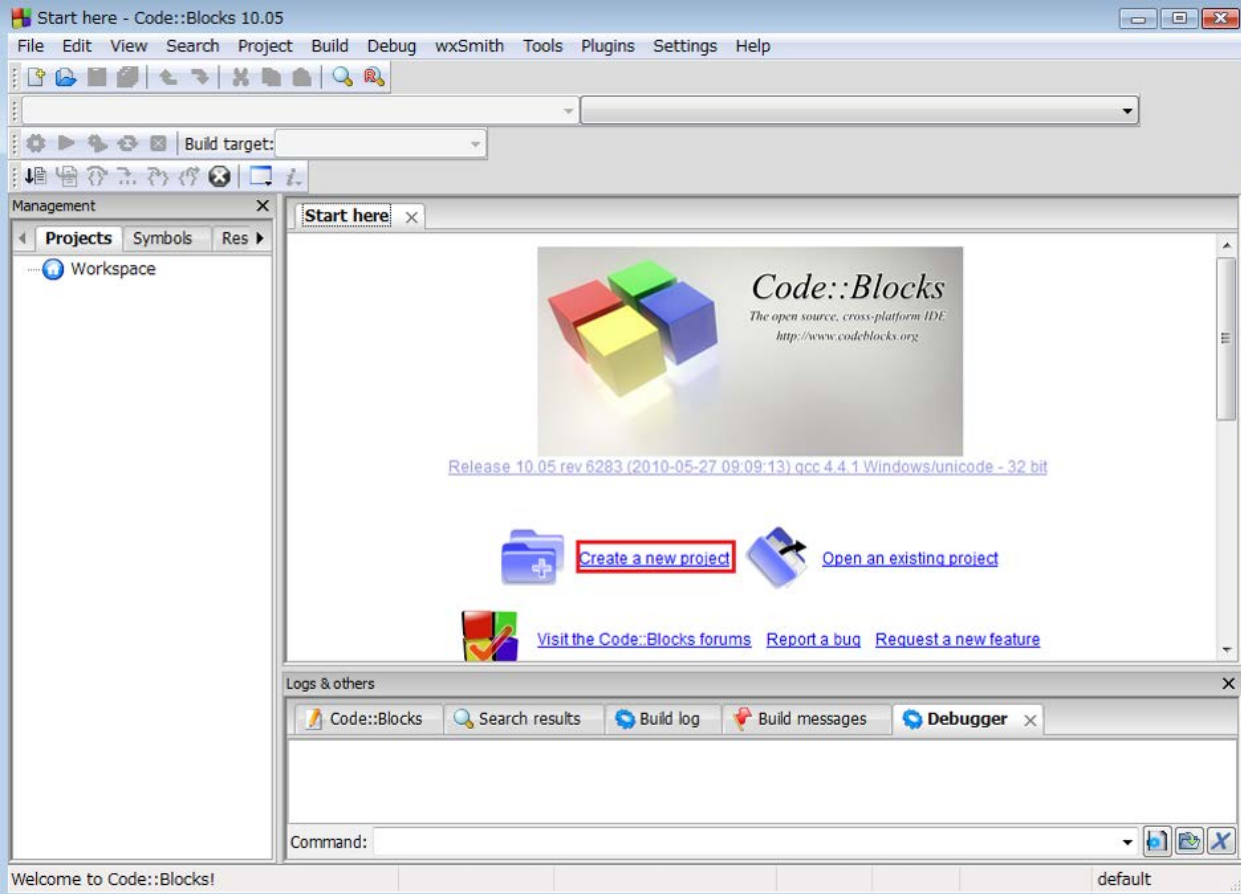 Start here - Code::Blocks 10.05
File Edit View Search Project Build Debug wxSmith Tools Plugins Settings Help
Build target:
Management
Projects Symbols Res
Workspace
Start here
Code::Blocks
The open source, cross-platform IDE
http://www.codeblocks.org
Release 10.05 rev 6283 (2010-05-27 09:09:13) gcc 4.4.1 Windows/unicode - 32 bit
Create a new project Open an existing project
Visit the Code::Blocks forums Report a bug Request a new feature
Logs & others
Code::Blocks Search results Build log Build messages Debugger
Command:
Welcome to Code::Blocks! default